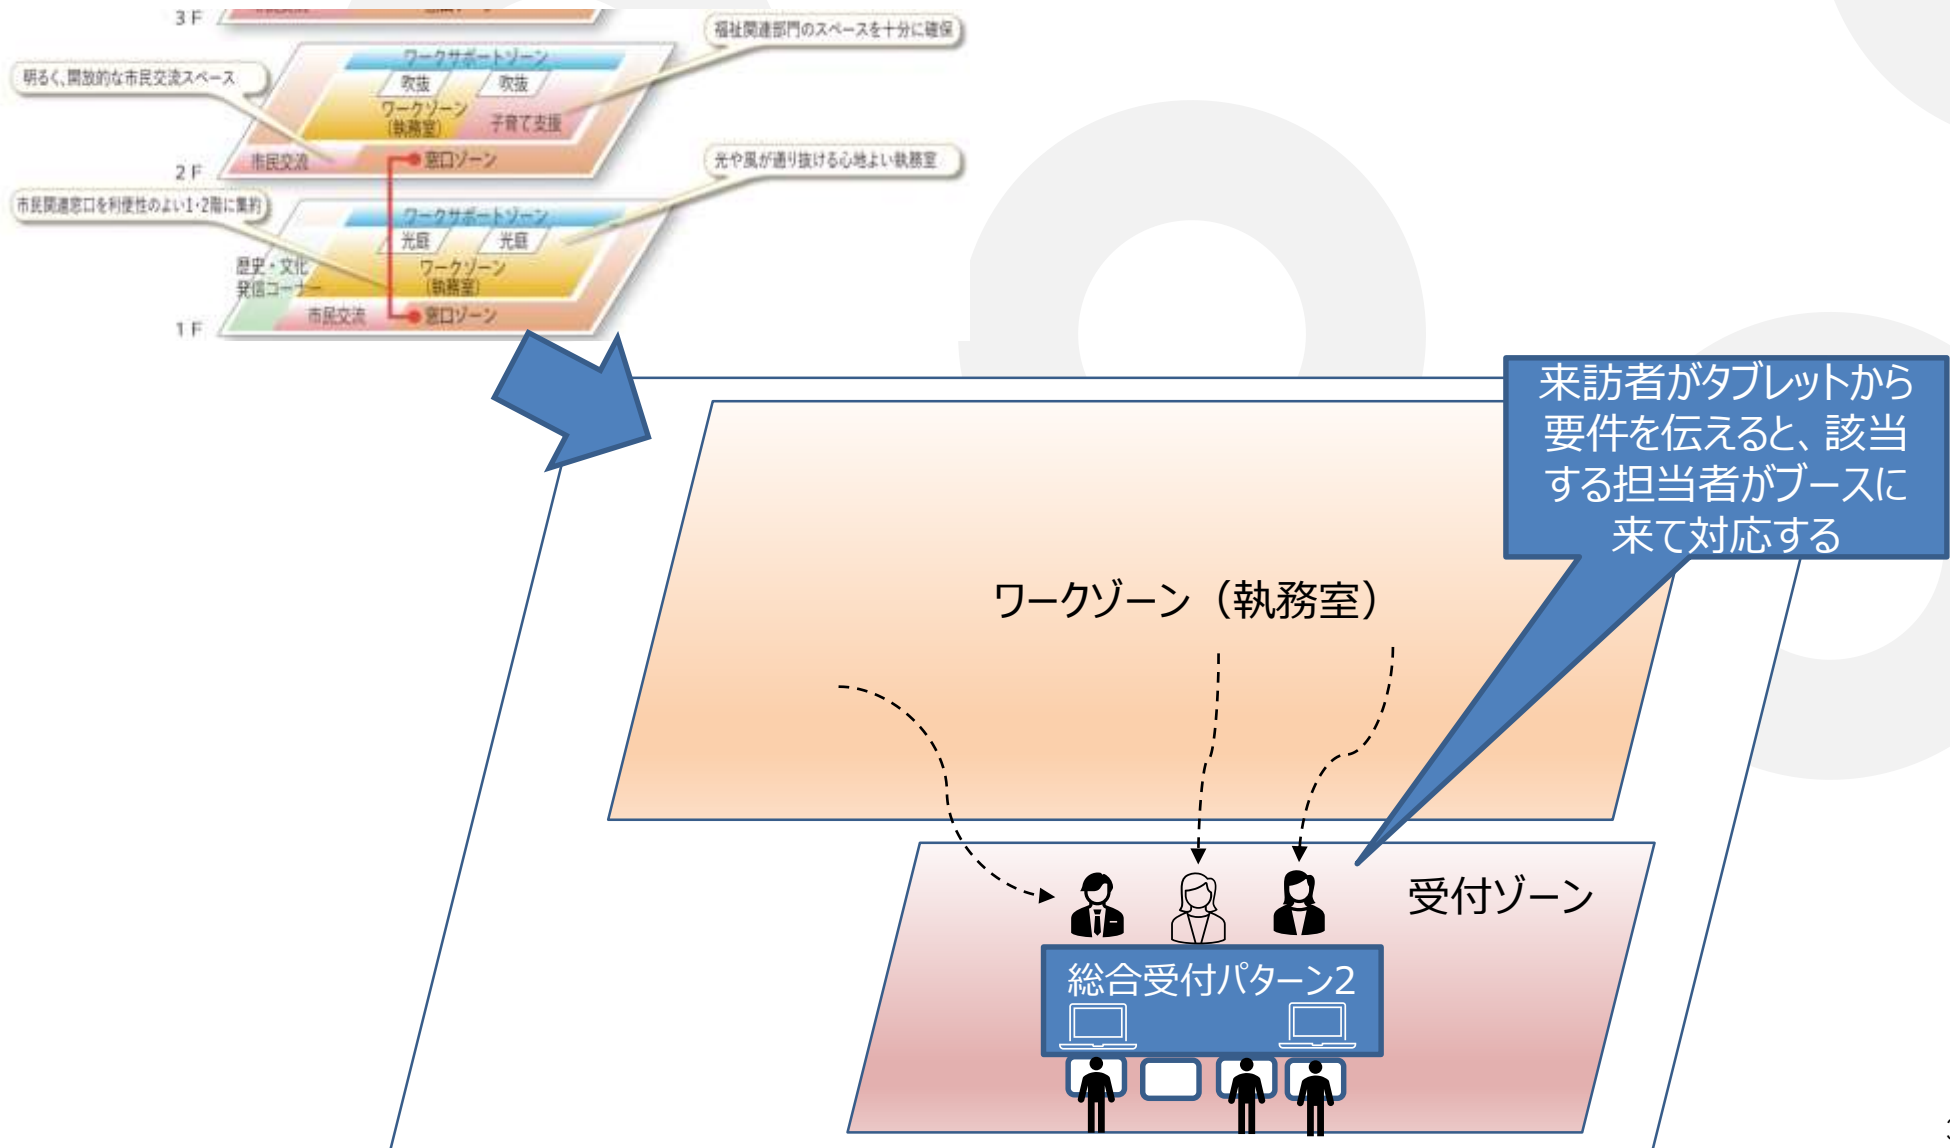 3F
福祉関連部門のスペースを十分に確保
ワークサポートゾーン
明るく、開放的な市民交流スペース
吹抜
吹抜
ワークゾーン
(執務室)
子育て支援
市民交流
窓口ゾーン
2F
光や風が通り抜ける心地よい執務室
市民関連窓口を利便性のよい1・2階に集約
ワークサポートゾーン
光庭
光庭
歴史・文化
発信コーナー
ワークゾーン
(執務室)
市民交流
窓口ゾーン
1F
来訪者がタブレットから
要件を伝えると、該当
する担当者がブースに
来て対応する
ワークゾーン（執務室）
受付ゾーン
総合受付パターン2